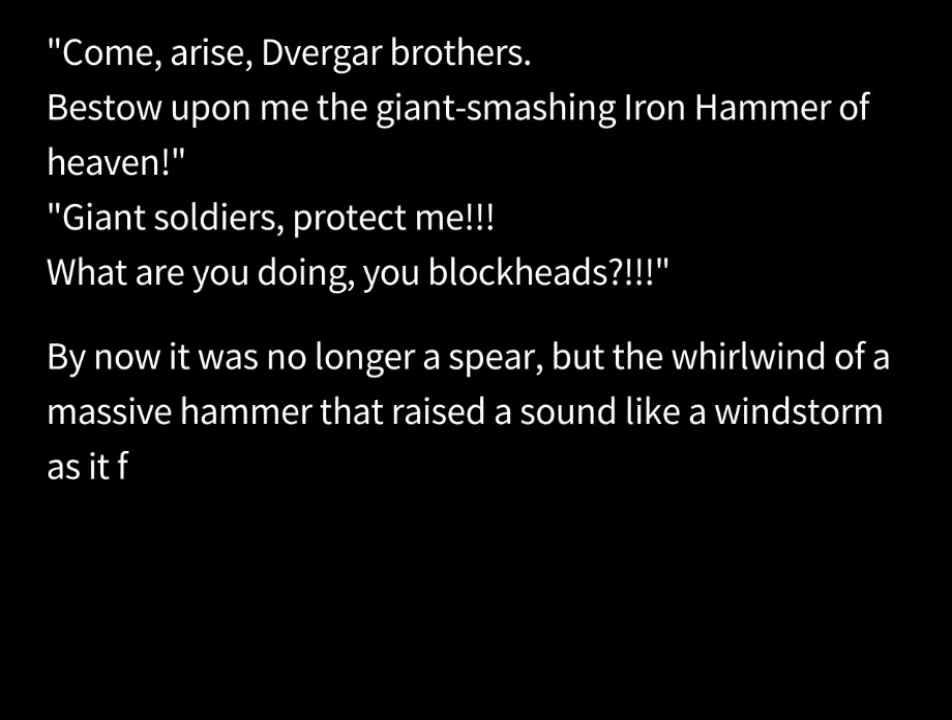 "Come, arise, Dvergar brothers.
Bestow upon me the giant-smashing Iron Hammer of
heaven!"
"Giant soldiers, protect me!!!
What are you doing, you blockheads?!!!"
By now it was no longer a spear, but the whirlwind of a
massive hammer that raised a sound like a windstorm
as it f